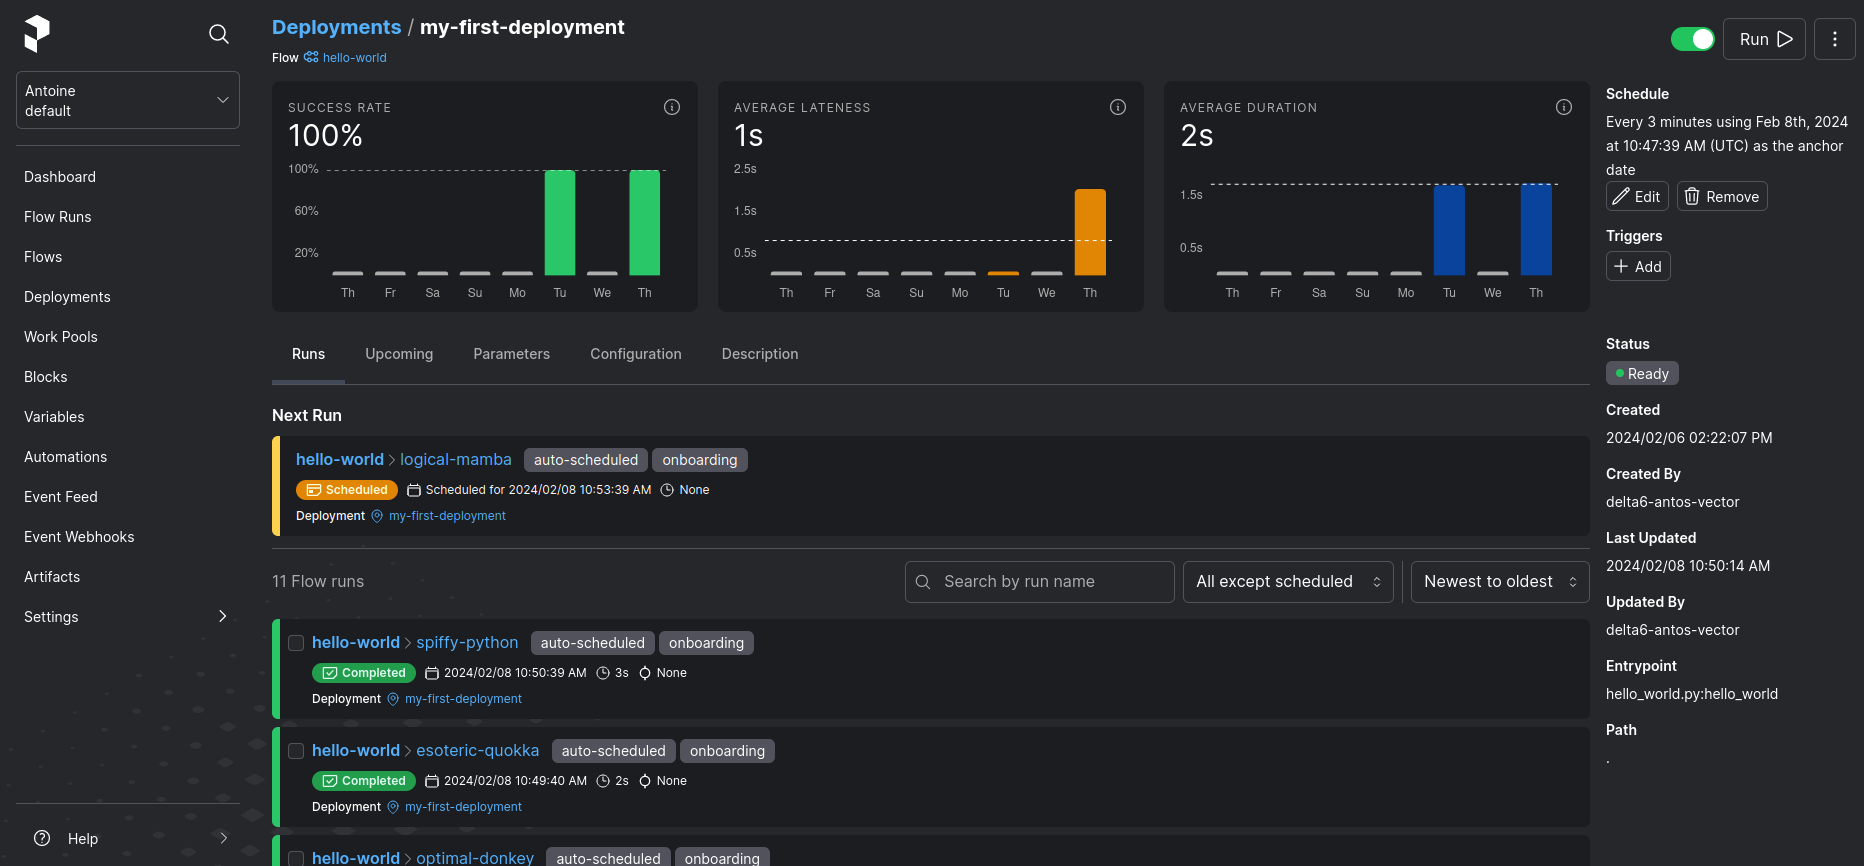 Antoine
default
Dashboard
Flow Runs
Flows
Deployments
Work Pools
Blocks
Variables
Automations
Event Feed
Event Webhooks
Artifacts
Settings
Help
Deployments / my-first-deployment
Flow hello-world
Run
SUCCESS RATE
100%
100%
60%
20%
Th Fr Sa Su Mo Tu We Th
AVERAGE LATENESS
1s
2.5s
1.5s
0.5s
Th Fr Sa Su Mo Tu We Th
AVERAGE DURATION
2s
1.5s
0.5s
Th Fr Sa Su Mo Tu We Th
Runs Upcoming Parameters Configuration Description
Next Run
hello-world > logical-mamba auto-scheduled onboarding
Scheduled Scheduled for 2024/02/08 10:53:39 AM None
Deployment my-first-deployment
11 Flow runs Search by run name All except scheduled Newest to oldest
hello-world > spiffy-python auto-scheduled onboarding
Completed 2024/02/08 10:50:39 AM 3s None
Deployment my-first-deployment
hello-world > esoteric-quokka auto-scheduled onboarding
Completed 2024/02/08 10:49:40 AM 2s None
Deployment my-first-deployment
hello-world > optimal-donkey auto-scheduled onboarding
Schedule
Every 3 minutes using Feb 8th, 2024
at 10:47:39 AM (UTC) as the anchor
date
Edit Remove
Triggers
+ Add
Status
Ready
Created
2024/02/06 02:22:07 PM
Created By
delta6-antos-vector
Last Updated
2024/02/08 10:50:14 AM
Updated By
delta6-antos-vector
Entrypoint
hello_world.py:hello_world
Path
.